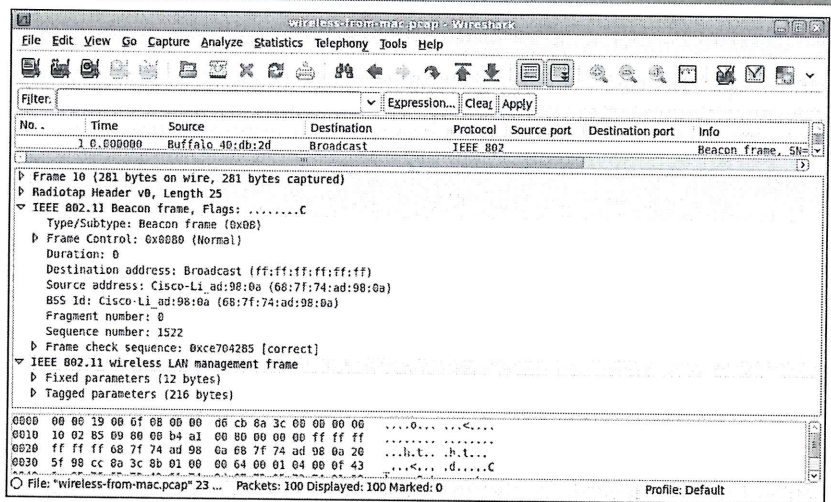 wireless-from-mac.pcap - Wireshark
File Edit View Go Capture Analyze Statistics Telephony Tools Help
Filter: Expression... Clear Apply
No. . Time Source Destination Protocol Source port Destination port Info
1 0.000000 Buffalo_40:db:2d Broadcast IEEE 802 Beacon frame, SN=
Frame 10 (281 bytes on wire, 281 bytes captured)
Radiotap Header v0, Length 25
IEEE 802.11 Beacon frame, Flags: ........C
Type/Subtype: Beacon frame (0x08)
Frame Control: 0x0080 (Normal)
Duration: 0
Destination address: Broadcast (ff:ff:ff:ff:ff:ff)
Source address: Cisco-Li_ad:98:0a (68:7f:74:ad:98:0a)
BSS Id: Cisco-Li_ad:98:0a (68:7f:74:ad:98:0a)
Fragment number: 0
Sequence number: 1522
Frame check sequence: 0xce704285 [correct]
IEEE 802.11 wireless LAN management frame
Fixed parameters (12 bytes)
Tagged parameters (216 bytes)
0000 00 00 19 00 6f 08 00 00 d6 cb 8a 3c 00 00 00 00 ....o... ...<....
0010 10 02 85 09 80 00 b4 a1 00 80 00 00 00 ff ff ff ........ ........
0020 ff ff ff 68 7f 74 ad 98 0a 68 7f 74 ad 98 0a 20 ...h.t.. .h.t...
0030 5f 98 cc 8a 3c 8b 01 00 00 64 00 01 04 00 0f 43 _...<... .d.....C
File: "wireless-from-mac.pcap" 23 ... Packets: 100 Displayed: 100 Marked: 0 Profile: Default